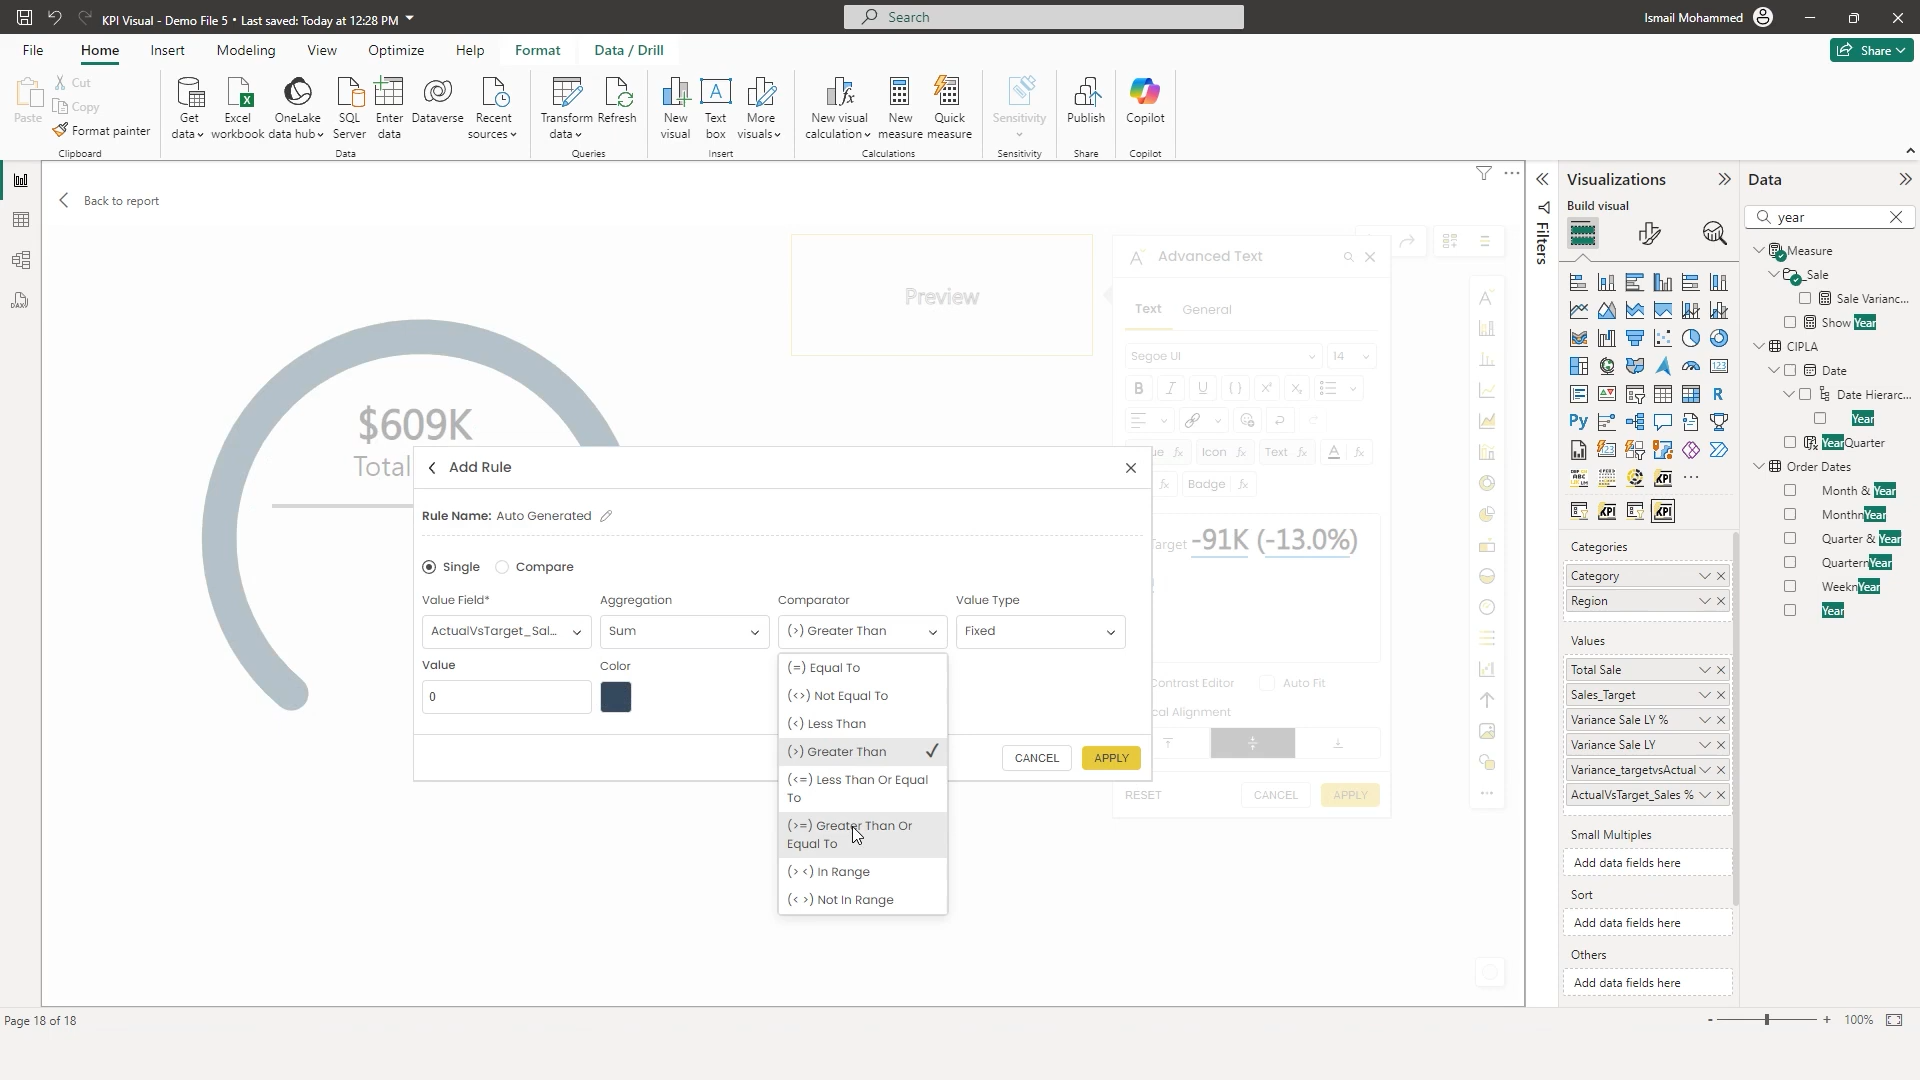 KPI Visual - Demo File 5 • Last saved: Today at 12:28 PM
Search
Ismail Mohammed
File
Home
Insert
Modeling
View
Optimize
Help
Format
Data / Drill
Share
Paste
Cut
Copy
Format painter
Clipboard
Get data
Excel workbook
OneLake data hub
SQL Server
Enter data
Dataverse
Recent sources
Data
Transform data
Refresh
Queries
New visual
Text box
More visuals
Insert
New visual calculation
New measure
Quick measure
Calculations
Sensitivity
Sensitivity
Publish
Share
Copilot
Copilot
Back to report
Preview
Advanced Text
Text
General
Segoe UI
14
Icon
Text
Badge
Target -91K (-13.0%)
Contrast Editor
Auto Fit
cal Alignment
RESET
CANCEL
APPLY
$609K
Total
Add Rule
Rule Name: Auto Generated
Single
Compare
Value Field*
Aggregation
Comparator
Value Type
ActualVsTarget_Sal...
Sum
(>) Greater Than
Fixed
Value
Color
0
(=) Equal To
(<>) Not Equal To
(<) Less Than
(>) Greater Than
(<=) Less Than Or Equal To
(>=) Greater Than Or Equal To
(> <) In Range
(< >) Not In Range
CANCEL
APPLY
Filters
Visualizations
Build visual
Categories
Category
Region
Values
Total Sale
Sales_Target
Variance Sale LY %
Variance Sale LY
Variance_targetvsActual
ActualVsTarget_Sales %
Small Multiples
Add data fields here
Sort
Add data fields here
Others
Add data fields here
Data
year
Measure
_Sale
Sale Varianc...
Show Year
CIPLA
Date
Date Hierarc...
Year
YearQuarter
Order Dates
Month & Year
MonthnYear
Quarter & Year
QuarternYear
WeeknYear
Year
Page 18 of 18
100%